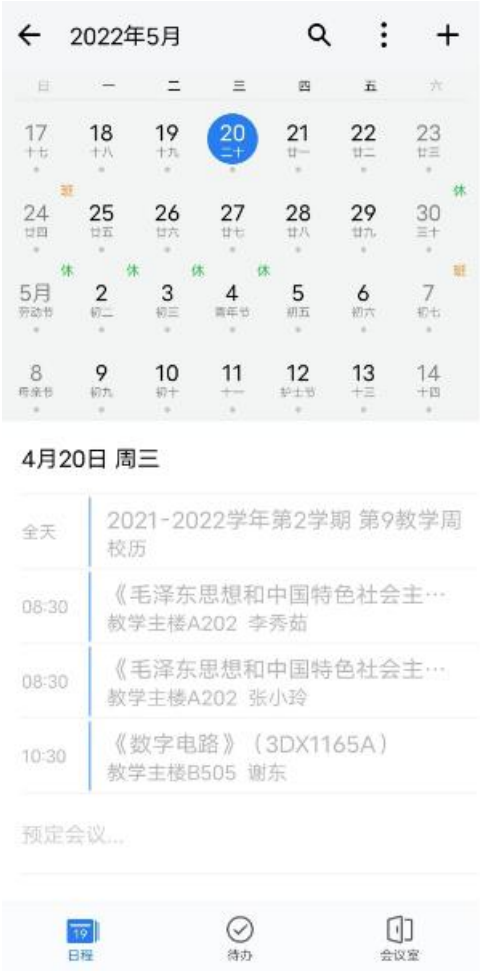 2022年5月
日 一 二 三 四 五 六
17 18 19 20 21 22 23
十七 十八 十九 二十 廿一 廿二 廿三
班 休
24 25 26 27 28 29 30
廿四 廿五 廿六 廿七 廿八 廿九 三十
休 休 休 休 班
5月 2 3 4 5 6 7
劳动节 初二 初三 青年节 初五 初六 初七
8 9 10 11 12 13 14
母亲节 初九 初十 十一 护士节 十三 十四
4月20日 周三
全天
2021-2022学年第2学期 第9教学周
校历
08:30
《毛泽东思想和中国特色社会主…
教学主楼A202 李秀茹
08:30
《毛泽东思想和中国特色社会主…
教学主楼A202 张小玲
10:30
《数字电路》（3DX1165A）
教学主楼B505 谢东
预定会议...
19
日程 待办 会议室